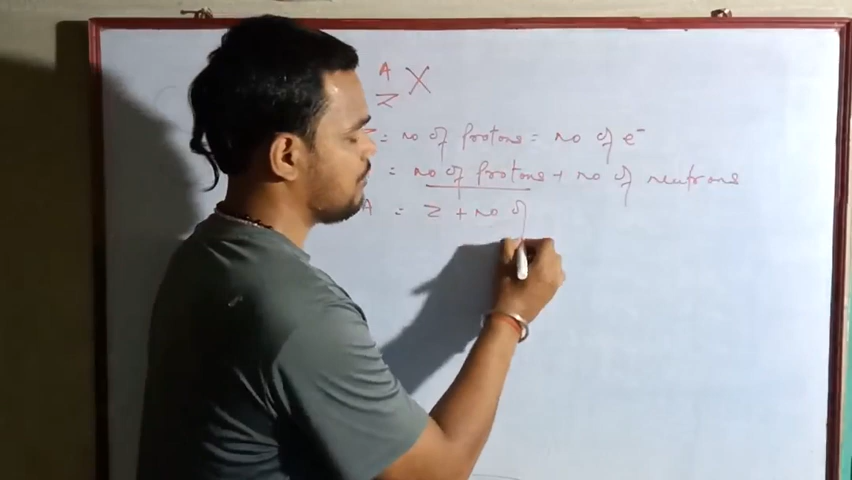 A
Z X
Z = no of protons = no of e-
= no of protons + no of neutrons
A = Z + no of